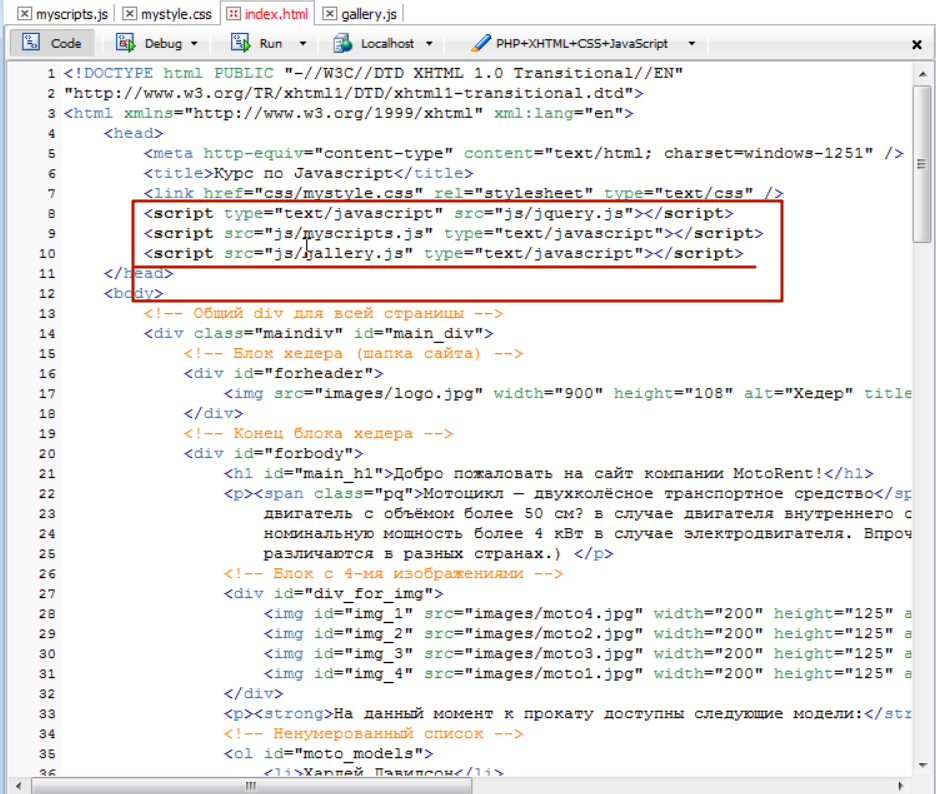 myscripts.js mystyle.css index.html gallery.js
Code Debug Run Localhost PHP+XHTML+CSS+JavaScript
1 <!DOCTYPE html PUBLIC "-//W3C//DTD XHTML 1.0 Transitional//EN"
2 "http://www.w3.org/TR/xhtml1/DTD/xhtml1-transitional.dtd">
3 <html xmlns="http://www.w3.org/1999/xhtml" xml:lang="en">
4 <head>
5 <meta http-equiv="content-type" content="text/html; charset=windows-1251" />
6 <title>Курс по Javascript</title>
7 <link href="css/mystyle.css" rel="stylesheet" type="text/css" />
8 <script type="text/javascript" src="js/jquery.js"></script>
9 <script src="js/myscripts.js" type="text/javascript"></script>
10 <script src="js/gallery.js" type="text/javascript"></script>
11 </head>
12 <body>
13 <!-- Общий div для всей страницы -->
14 <div class="maindiv" id="main_div">
15 <!-- Блок хедера (шапка сайта) -->
16 <div id="forheader">
17 <img src="images/logo.jpg" width="900" height="108" alt="Хедер" title
18 </div>
19 <!-- Конец блока хедера -->
20 <div id="forbody">
21 <h1 id="main_h1">Добро пожаловать на сайт компании MotoRent!</h1>
22 <p><span class="pq">Мотоцикл — двухколёсное транспортное средство</sp
23 двигатель с объёмом более 50 см? в случае двигателя внутреннего с
24 номинальную мощность более 4 кВт в случае электродвигателя. Впроч
25 различаются в разных странах.) </p>
26 <!-- Блок с 4-мя изображениями -->
27 <div id="div_for_img">
28 <img id="img_1" src="images/moto4.jpg" width="200" height="125" a
29 <img id="img_2" src="images/moto2.jpg" width="200" height="125" a
30 <img id="img_3" src="images/moto3.jpg" width="200" height="125" a
31 <img id="img_4" src="images/moto1.jpg" width="200" height="125" a
32 </div>
33 <p><strong>На данный момент к прокату доступны следующие модели:</str
34 <!-- Ненумерованный список -->
35 <ol id="moto_models">
36 <li>Харлей Дэвидсон</li>